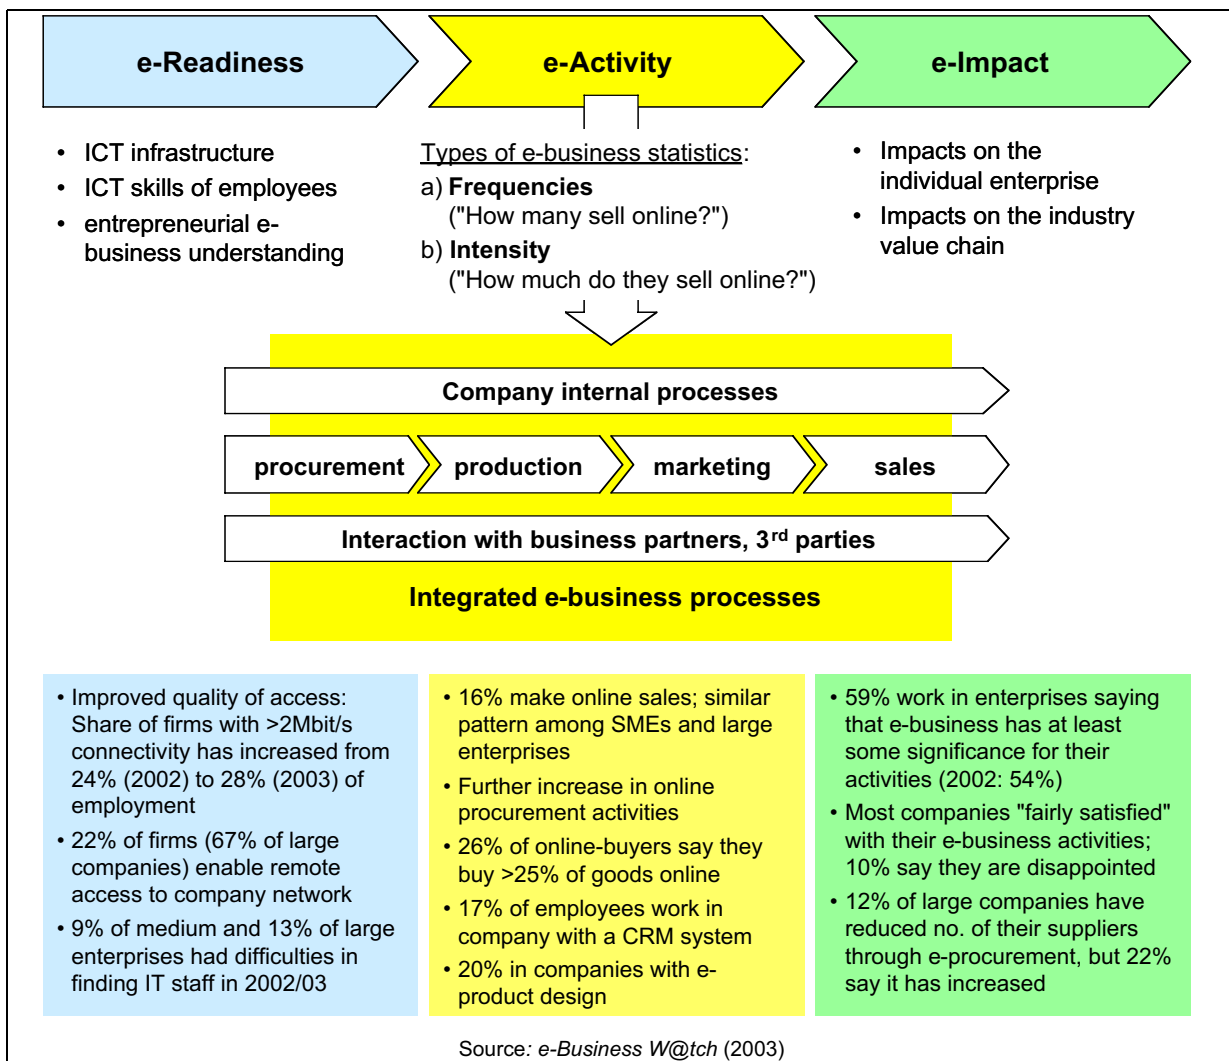 e-Readiness
e-Activity
e-Impact
• ICT infrastructure
• ICT skills of employees
• entrepreneurial e-
business understanding
Types of e-business statistics:
a) Frequencies
("How many sell online?")
b) Intensity
("How much do they sell online?")
• Impacts on the
individual enterprise
• Impacts on the industry
value chain
Company internal processes
procurement
production
marketing
sales
Interaction with business partners, 3rd parties
Integrated e-business processes
• Improved quality of access:
Share of firms with >2Mbit/s
connectivity has increased from
24% (2002) to 28% (2003) of
employment
• 22% of firms (67% of large
companies) enable remote
access to company network
• 9% of medium and 13% of large
enterprises had difficulties in
finding IT staff in 2002/03
• 16% make online sales; similar
pattern among SMEs and large
enterprises
• Further increase in online
procurement activities
• 26% of online-buyers say they
buy >25% of goods online
• 17% of employees work in
company with a CRM system
• 20% in companies with e-
product design
• 59% work in enterprises saying
that e-business has at least
some significance for their
activities (2002: 54%)
• Most companies "fairly satisfied"
with their e-business activities;
10% say they are disappointed
• 12% of large companies have
reduced no. of their suppliers
through e-procurement, but 22%
say it has increased
Source: e-Business W@tch (2003)